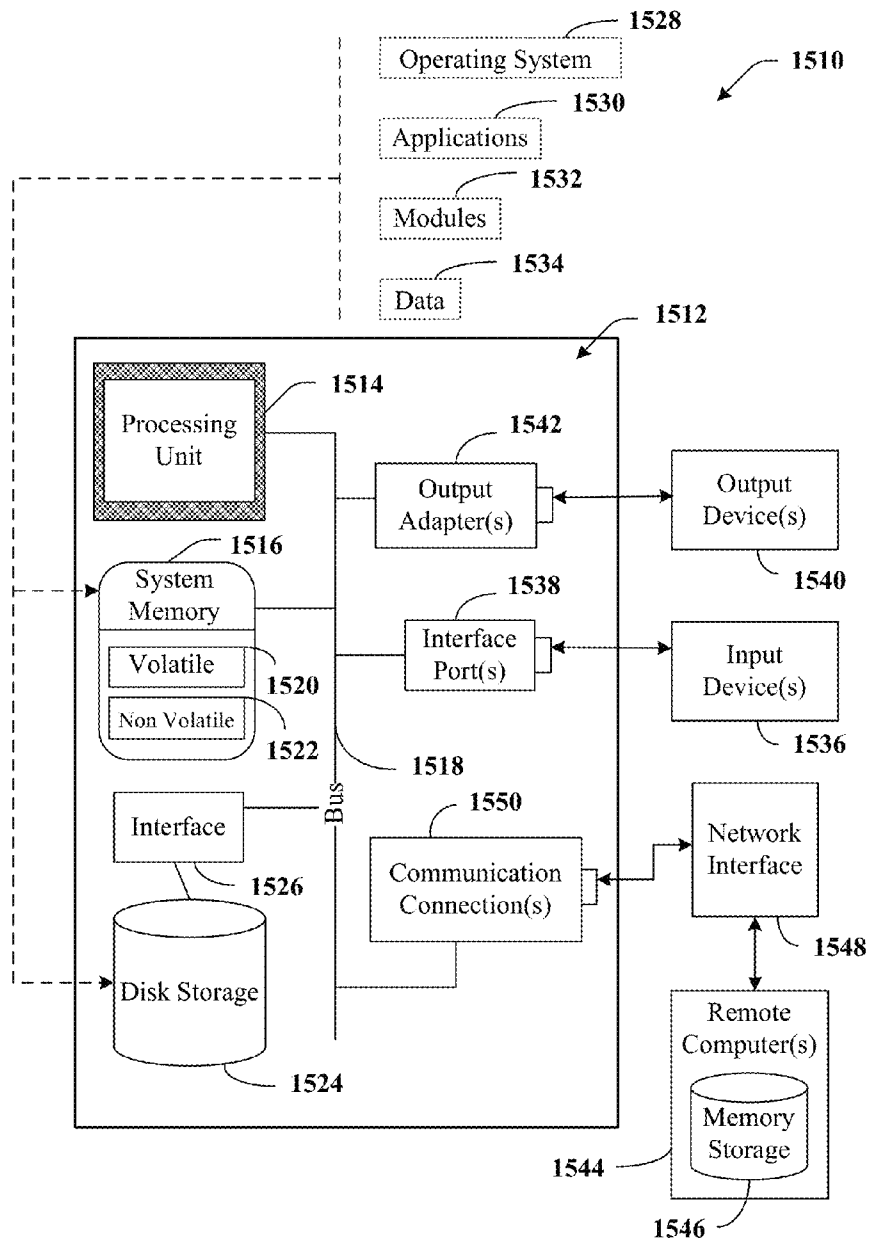 1528
Operating System
1510
1530
Applications
1532
Modules
1534
Data
1512
1514
Processing
Unit
1542
Output
Adapter(s)
Output
Device(s)
1540
1516
System
Memory
1538
Interface
Port(s)
Input
Device(s)
1536
Volatile
1520
Non Volatile
1522
1518
Bus
1550
Interface
1526
Communication
Connection(s)
Network
Interface
1548
Disk Storage
1524
Remote
Computer(s)
Memory
Storage
1544
1546